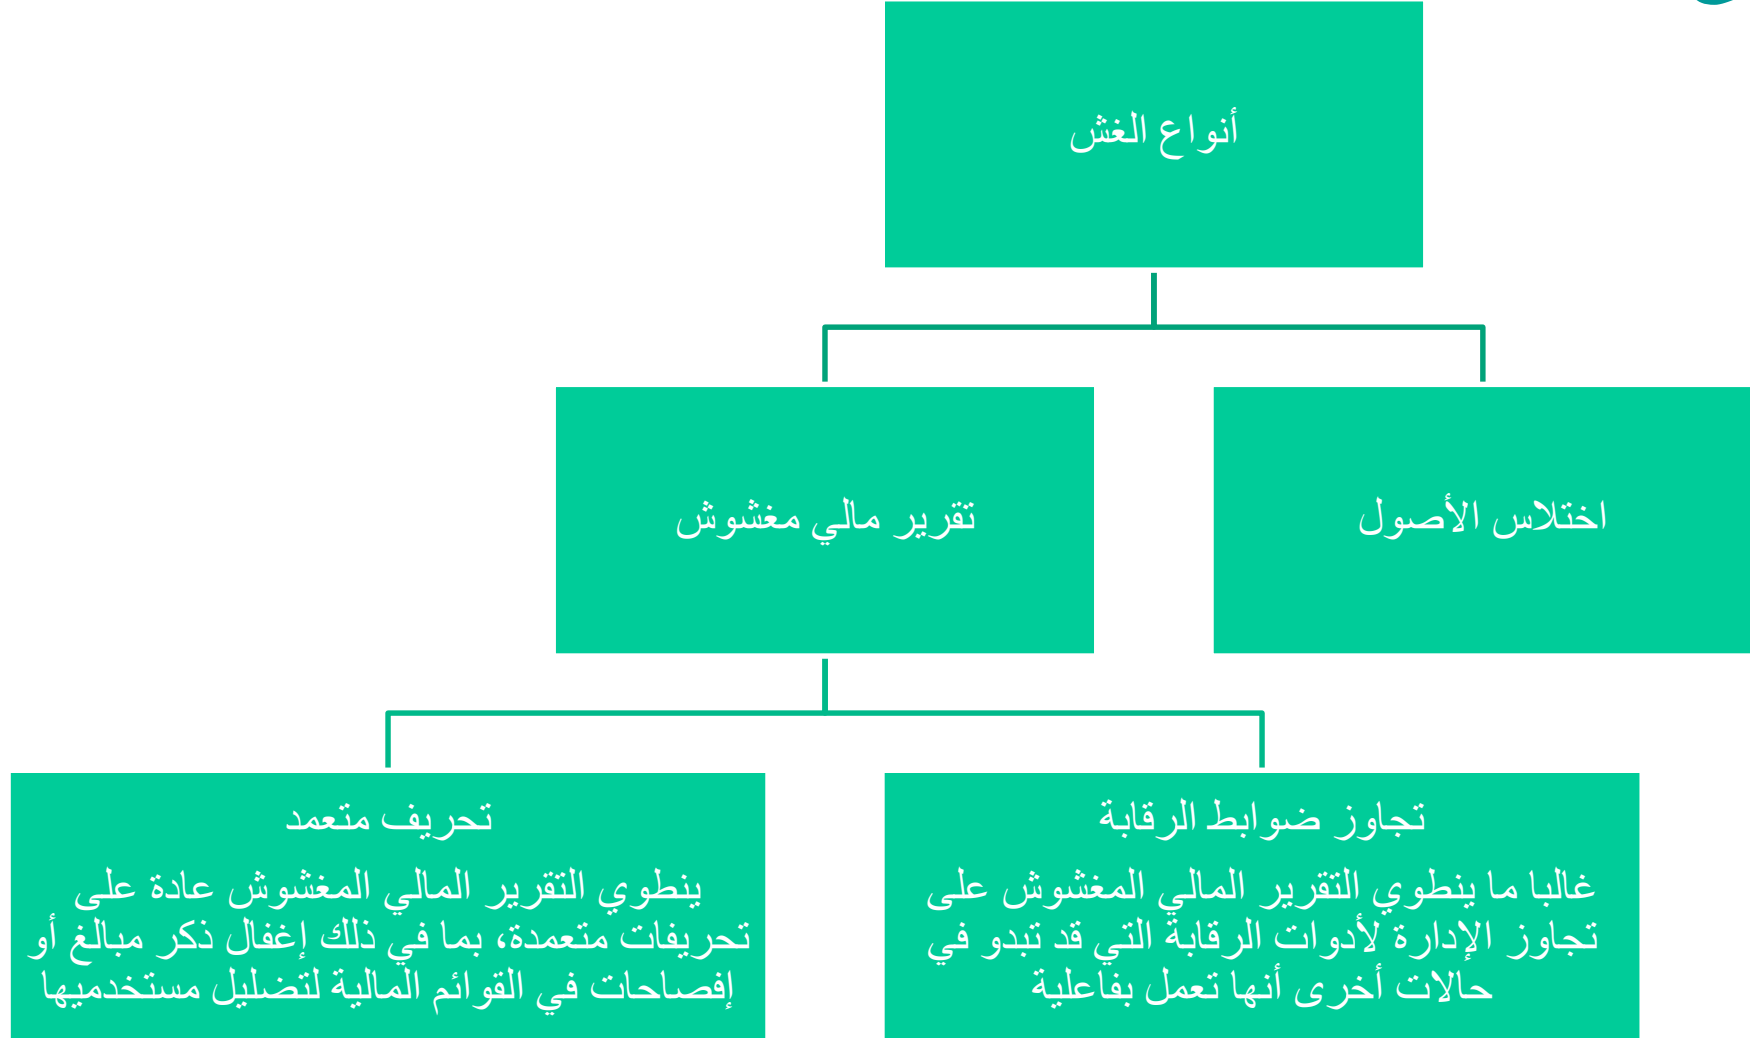 أنواع الغش
اختلاس الأصول
تقرير مالي مغشوش
تجاوز ضوابط الرقابة
غالبا ما ينطوي التقرير المالي المغشوش على
تجاوز الإدارة لأدوات الرقابة التي قد تبدو في
حالات أخرى أنها تعمل بفاعلية
تحريف متعمد
ينطوي التقرير المالي المغشوش عادة على
تحريفات متعمدة، بما في ذلك إغفال ذكر مبالغ أو
إفصاحات في القوائم المالية لتضليل مستخدميها